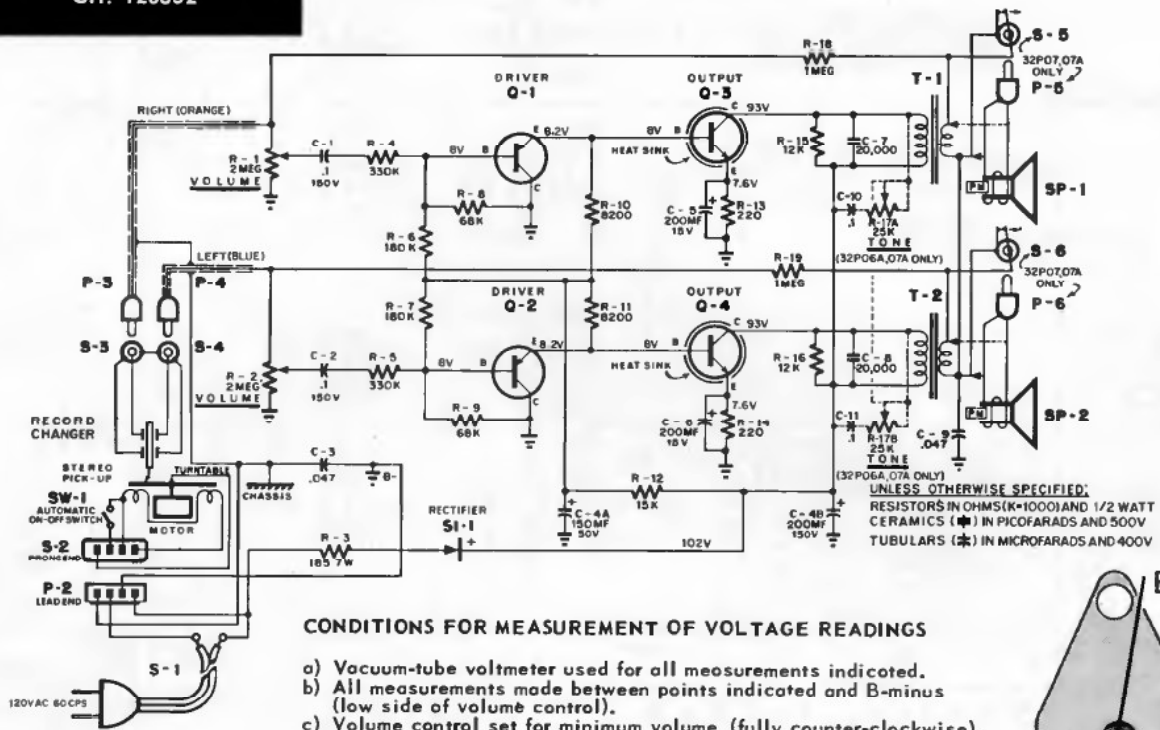 R-18
1MEG
S-5
32P07,07A
ONLY
P-5
DRIVER
Q-1
OUTPUT
Q-3
T-1
RIGHT (ORANGE)
C 93V
E 8.2V
8V
B
8V B
C
HEAT SINK
E
7.6V
R-1
2MEG
VOLUME
C-1
.1
150V
R-4
330K
R-8
68K
R-6
180K
R-10
8200
C-5
200MF
15V
R-13
220
R-15
12K
C-7
20,000
C-10
.1
R-17A
25K
TONE
(32P06A,07A ONLY)
PM
SP-1
LEFT(BLUE)
R-19
1MEG
S-6
32P07,07A
ONLY
P-6
P-3
P-4
S-3
S-4
DRIVER
Q-2
OUTPUT
Q-4
T-2
R-7
180K
R-11
8200
C 93V
E 8.2V
8V
B
8V B
C
HEAT SINK
E
7.6V
R-2
2MEG
VOLUME
C-2
.1
150V
R-5
330K
R-9
68K
C-6
200MF
15V
R-14
220
R-16
12K
C-8
20,000
C-11
.1
R-17B
25K
TONE
(32P06A,07A ONLY)
C-9
.047
PM
SP-2
RECORD
CHANGER
STEREO
PICK-UP
TURNTABLE
SW-1
AUTOMATIC
ON-OFF SWITCH
MOTOR
CHASSIS
C-3
.047
B-
S-2
PRONG END
P-2
LEAD END
R-3
185 7W
RECTIFIER
SI-1
+
C-4A
150MF
50V
R-12
15K
102V
C-4B
200MF
150V
UNLESS OTHERWISE SPECIFIED:
RESISTORS IN OHMS(K=1000)AND 1/2 WATT
CERAMICS ( ) IN PICOFARADS AND 500V
TUBULARS ( ) IN MICROFARADS AND 400V
S-1
120VAC 60CPS
CONDITIONS FOR MEASUREMENT OF VOLTAGE READINGS
a) Vacuum-tube voltmeter used for all measurements indicated.
b) All measurements made between points indicated and B-minus
(low side of volume control).
c) Volume control set for minimum volume (fully counter-clockwise)